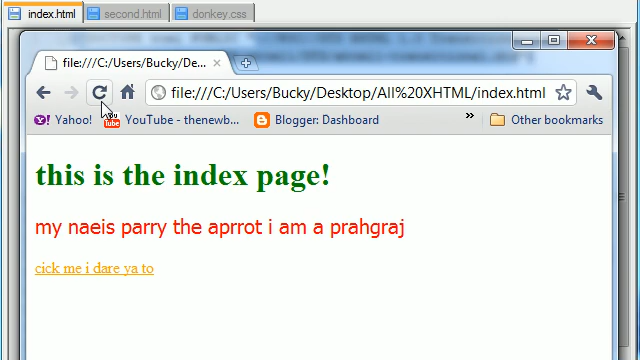 index.html second.html donkey.css
file:///C:/Users/Bucky/De...
file:///C:/Users/Bucky/Desktop/All%20XHTML/index.html
Yahoo! You Tube YouTube - thenewb... Blogger: Dashboard » Other bookmarks
this is the index page!
my naeis parry the aprrot i am a prahgraj
cick me i dare ya to